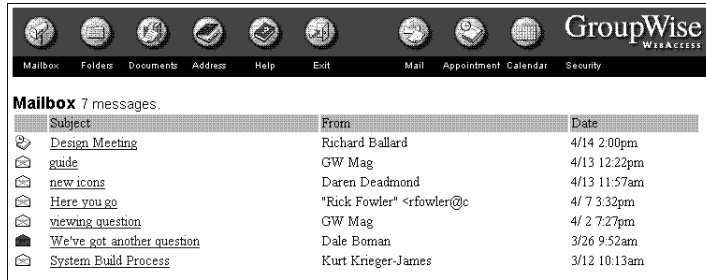 GroupWise
WEBACCESS
Mailbox Folders Documents Address Help Exit Mail Appointment Calendar Security
Mailbox 7 messages.
Subject From Date
Design Meeting Richard Ballard 4/14 2:00pm
guide GW Mag 4/13 12:22pm
new icons Daren Deadmond 4/13 11:57am
Here you go "Rick Fowler" <rfowler@c 4/ 7 3:32pm
viewing question GW Mag 4/ 2 7:27pm
We've got another question Dale Boman 3/26 9:52am
System Build Process Kurt Krieger-James 3/12 10:13am